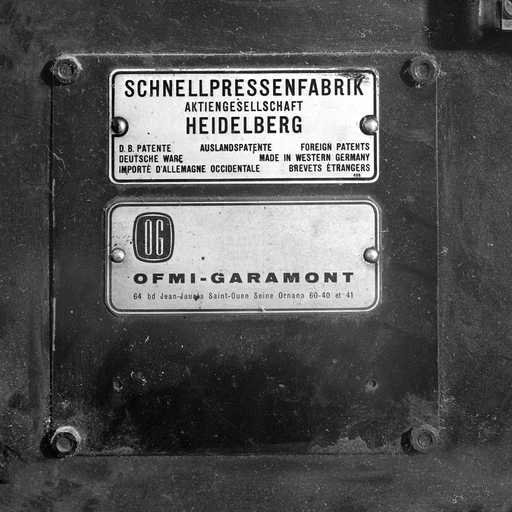 SCHNELLPRESSENFABRIK
AKTIENGESELLSCHAFT
HEIDELBERG
D.B. PATENTE AUSLANDSPATENTE FOREIGN PATENTS
DEUTSCHE WARE MADE IN WESTERN GERMANY
IMPORTÉ D'ALLEMAGNE OCCIDENTALE BREVETS ÉTRANGERS
OG
OFMI-GARAMONT
64 bd Jean-Jaurès Saint-Ouen Seine Ornano 60-40 et 41